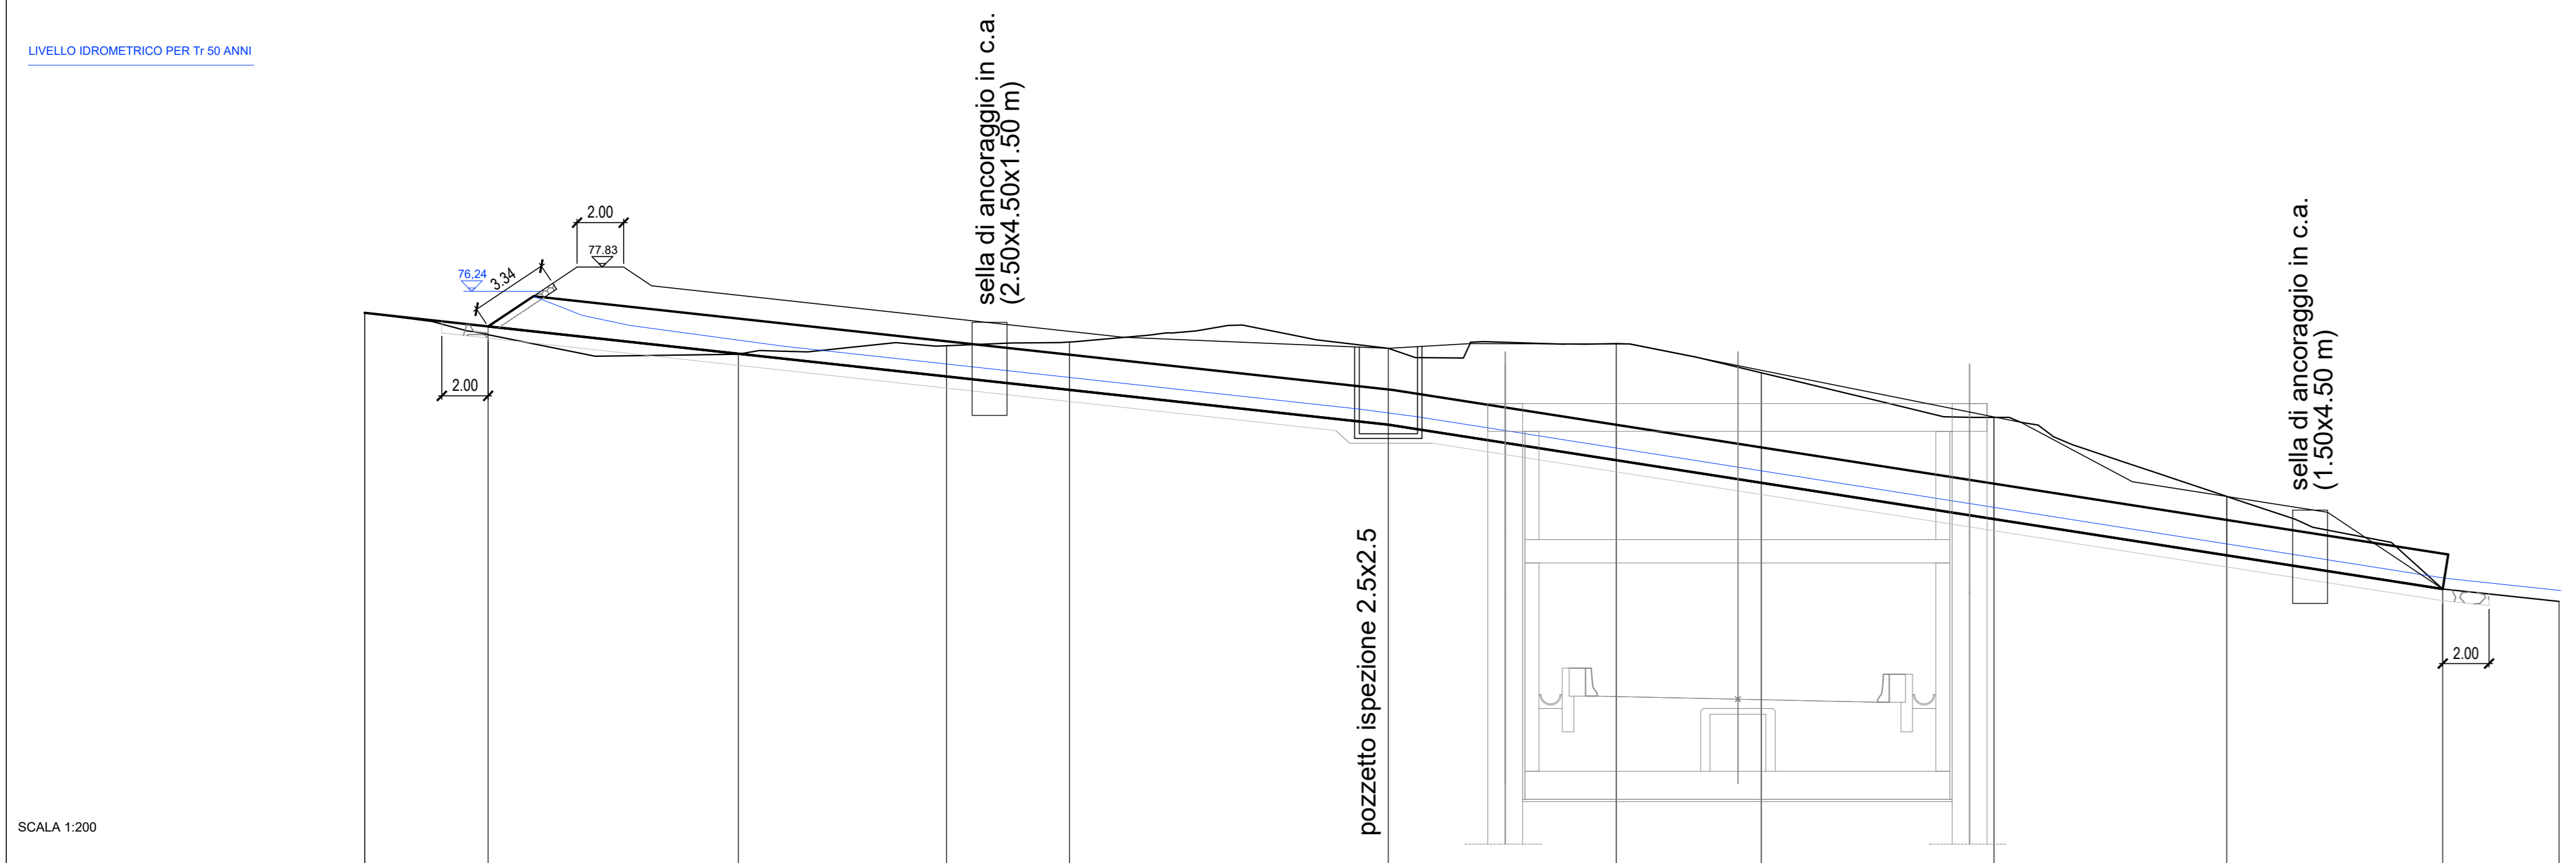 LIVELLO IDROMETRICO PER Tr 50 ANNI
sella di ancoraggio in c.a.
(2.50x4.50x1.50 m)
2.00
77.83
76,24
3.34
2.00
sella di ancoraggio in c.a.
(1.50x4.50 m)
pozzetto ispezione 2.5x2.5
2.00
SCALA 1:200